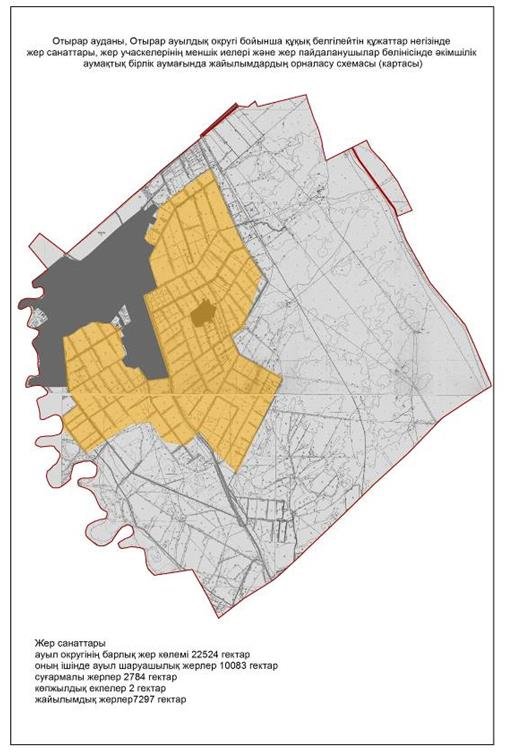 Отырар ауданы, Отырар ауылдық округі бойынша құқық белгілейтін құжаттар негізінде
жер санаттары, жер учаскелерінің меншік иелері және жер пайдаланушылар бөлінісінде әкімшілік
аумақтық бірлік аумағында жайылымдардың орналасу схемасы (картасы)
Жер санаттары
ауыл округінің барлық жер көлемі 22524 гектар
оның ішінде ауыл шаруашылық жерлер 10083 гектар
суғармалы жерлер 2784 гектар
көпжылдық екпелер 2 гектар
жайылымдық жерлер7297 гектар